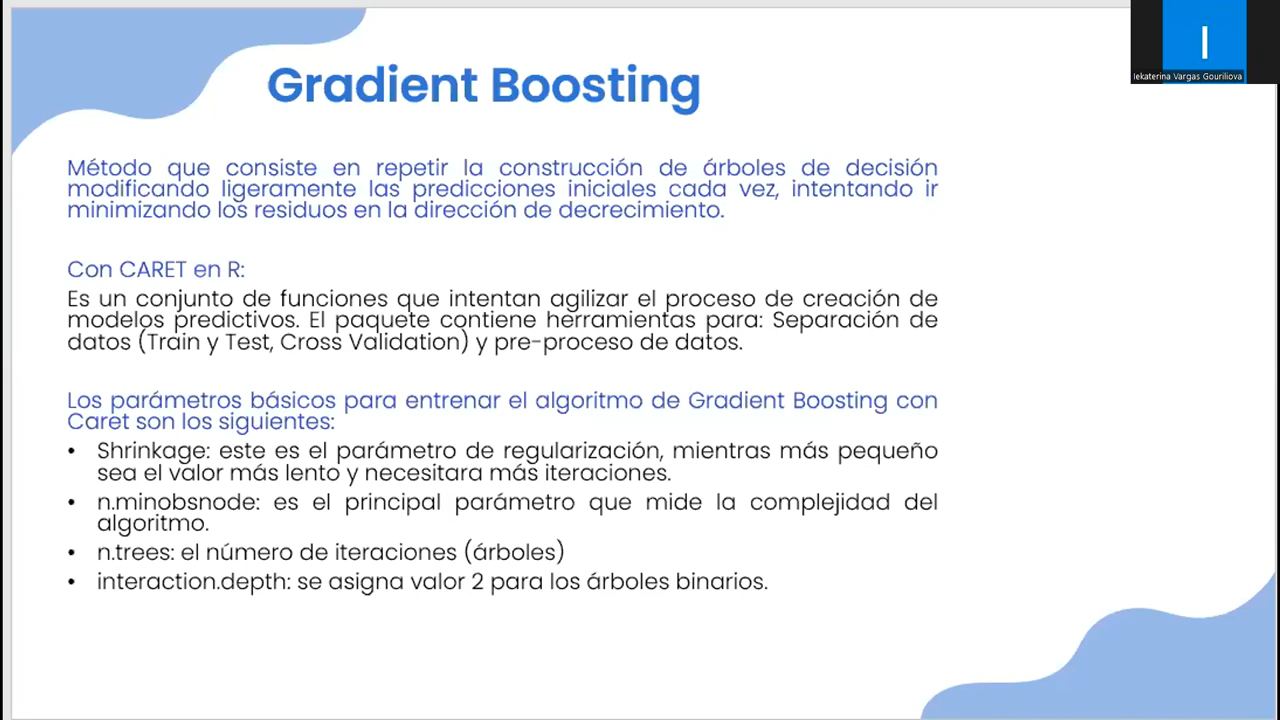 Gradient Boosting
I
Iekaterina Vargas Gouriliova
Método que consiste en repetir la construcción de árboles de decisión
modificando ligeramente las predicciones iniciales cada vez, intentando ir
minimizando los residuos en la dirección de decrecimiento.
Con CARET en R:
Es un conjunto de funciones que intentan agilizar el proceso de creación de
modelos predictivos. El paquete contiene herramientas para: Separación de
datos (Train y Test, Cross Validation) y pre-proceso de datos.
Los parámetros básicos para entrenar el algoritmo de Gradient Boosting con
Caret son los siguientes:
• Shrinkage: este es el parámetro de regularización, mientras más pequeño
sea el valor más lento y necesitara más iteraciones.
• n.minobsnode: es el principal parámetro que mide la complejidad del
algoritmo.
• n.trees: el número de iteraciones (árboles)
• interaction.depth: se asigna valor 2 para los árboles binarios.